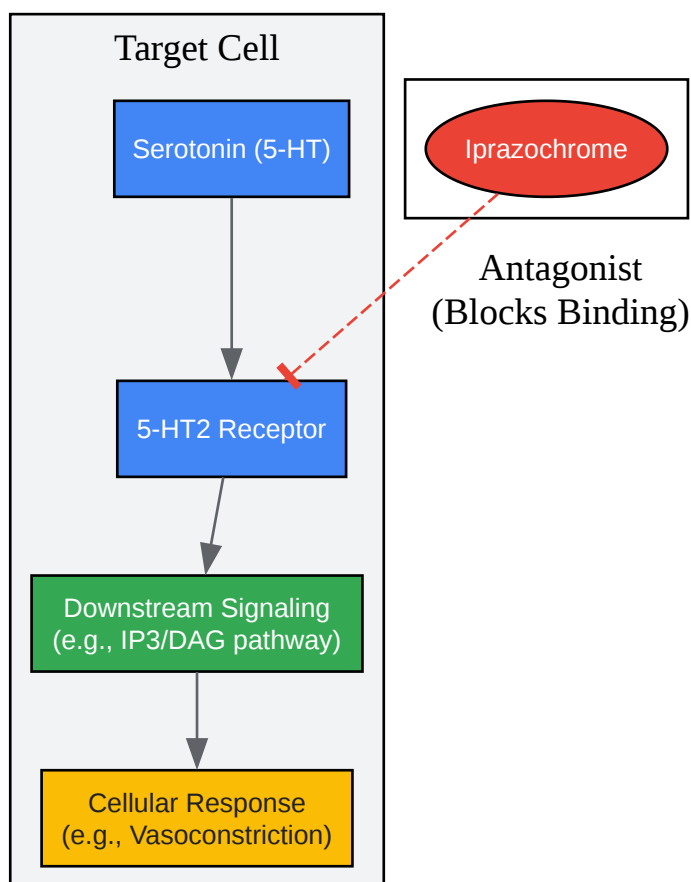 Target Cell
Serotonin (5-HT)
Iprazochrome
Antagonist
(Blocks Binding)
5-HT2 Receptor
Downstream Signaling
(e.g., IP3/DAG pathway)
Cellular Response
(e.g., Vasoconstriction)